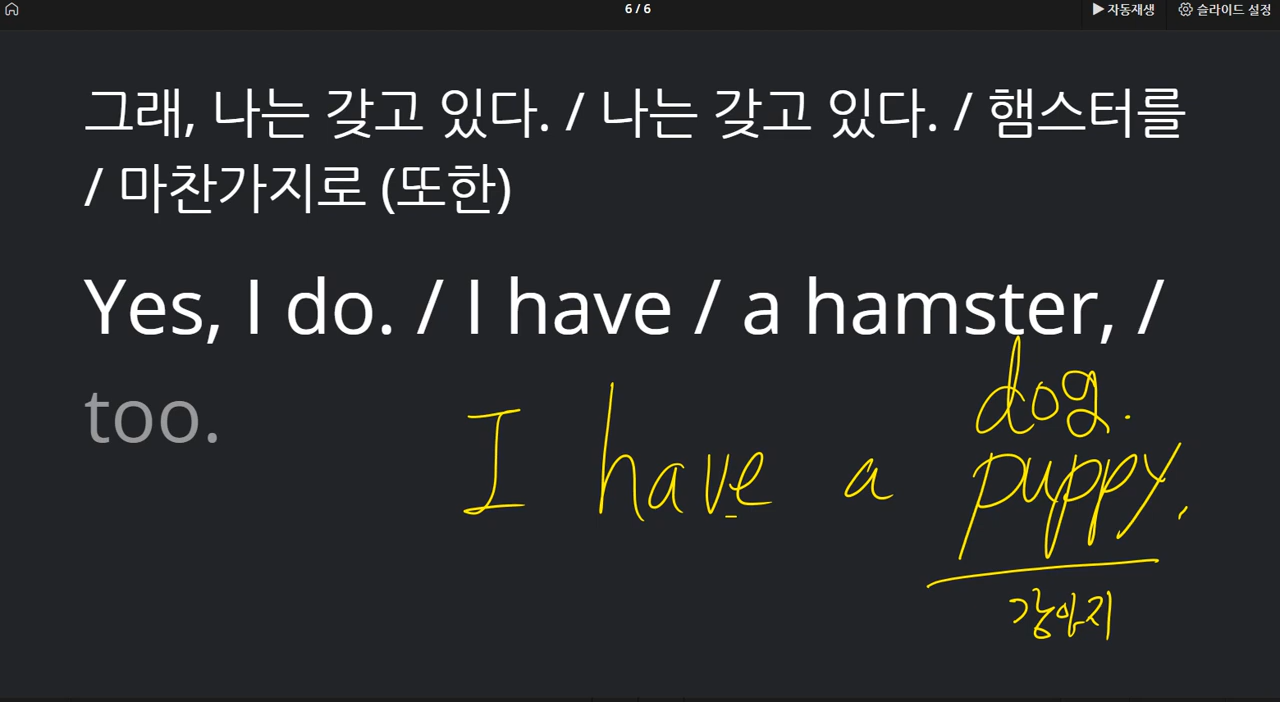 6 / 6
▶ 자동재생
슬라이드 설정
그래, 나는 갖고 있다. / 나는 갖고 있다. / 햄스터를
/ 마찬가지로 (또한)
Yes, I do. / I have / a hamster, /
too.
dog.
I have a puppy.
강아지